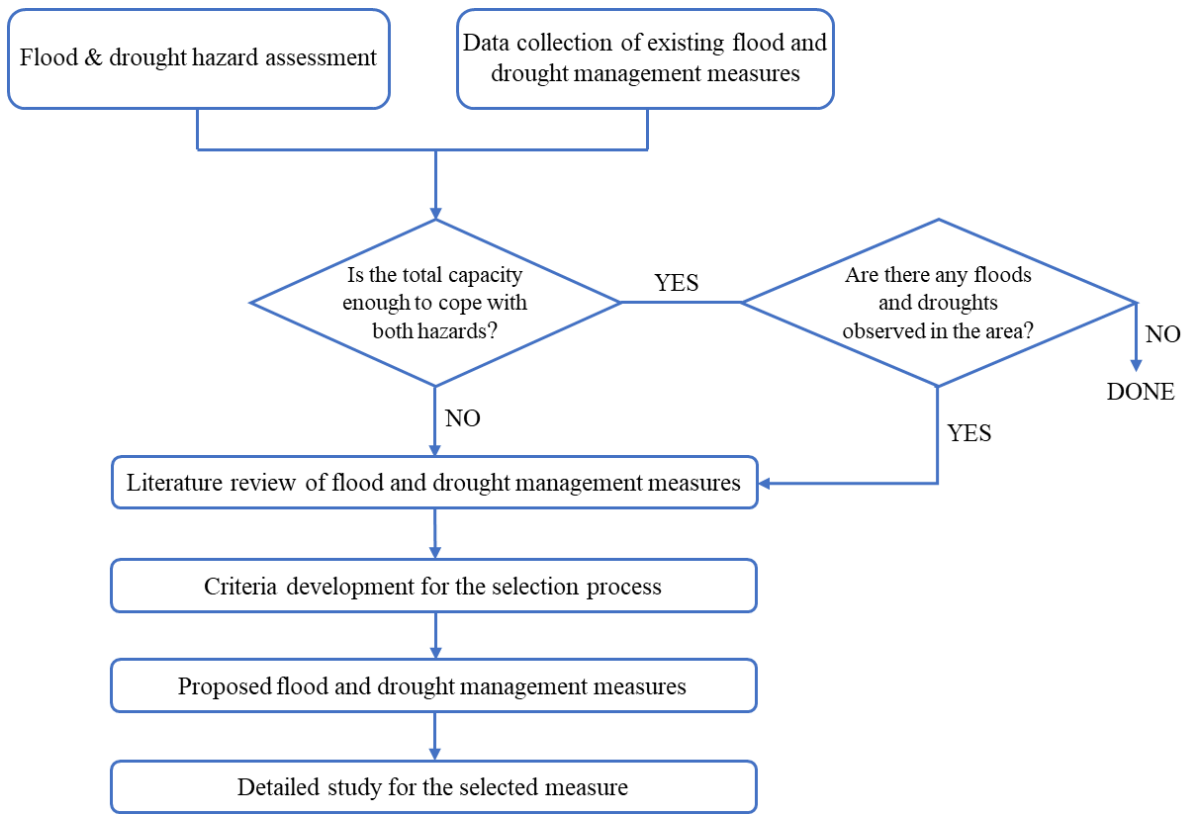 Flood & drought hazard assessment
Data collection of existing flood and
drought management measures
Is the total capacity
enough to cope with
both hazards?
YES
Are there any floods
and droughts
observed in the area?
NO
DONE
NO
YES
Literature review of flood and drought management measures
Criteria development for the selection process
Proposed flood and drought management measures
Detailed study for the selected measure